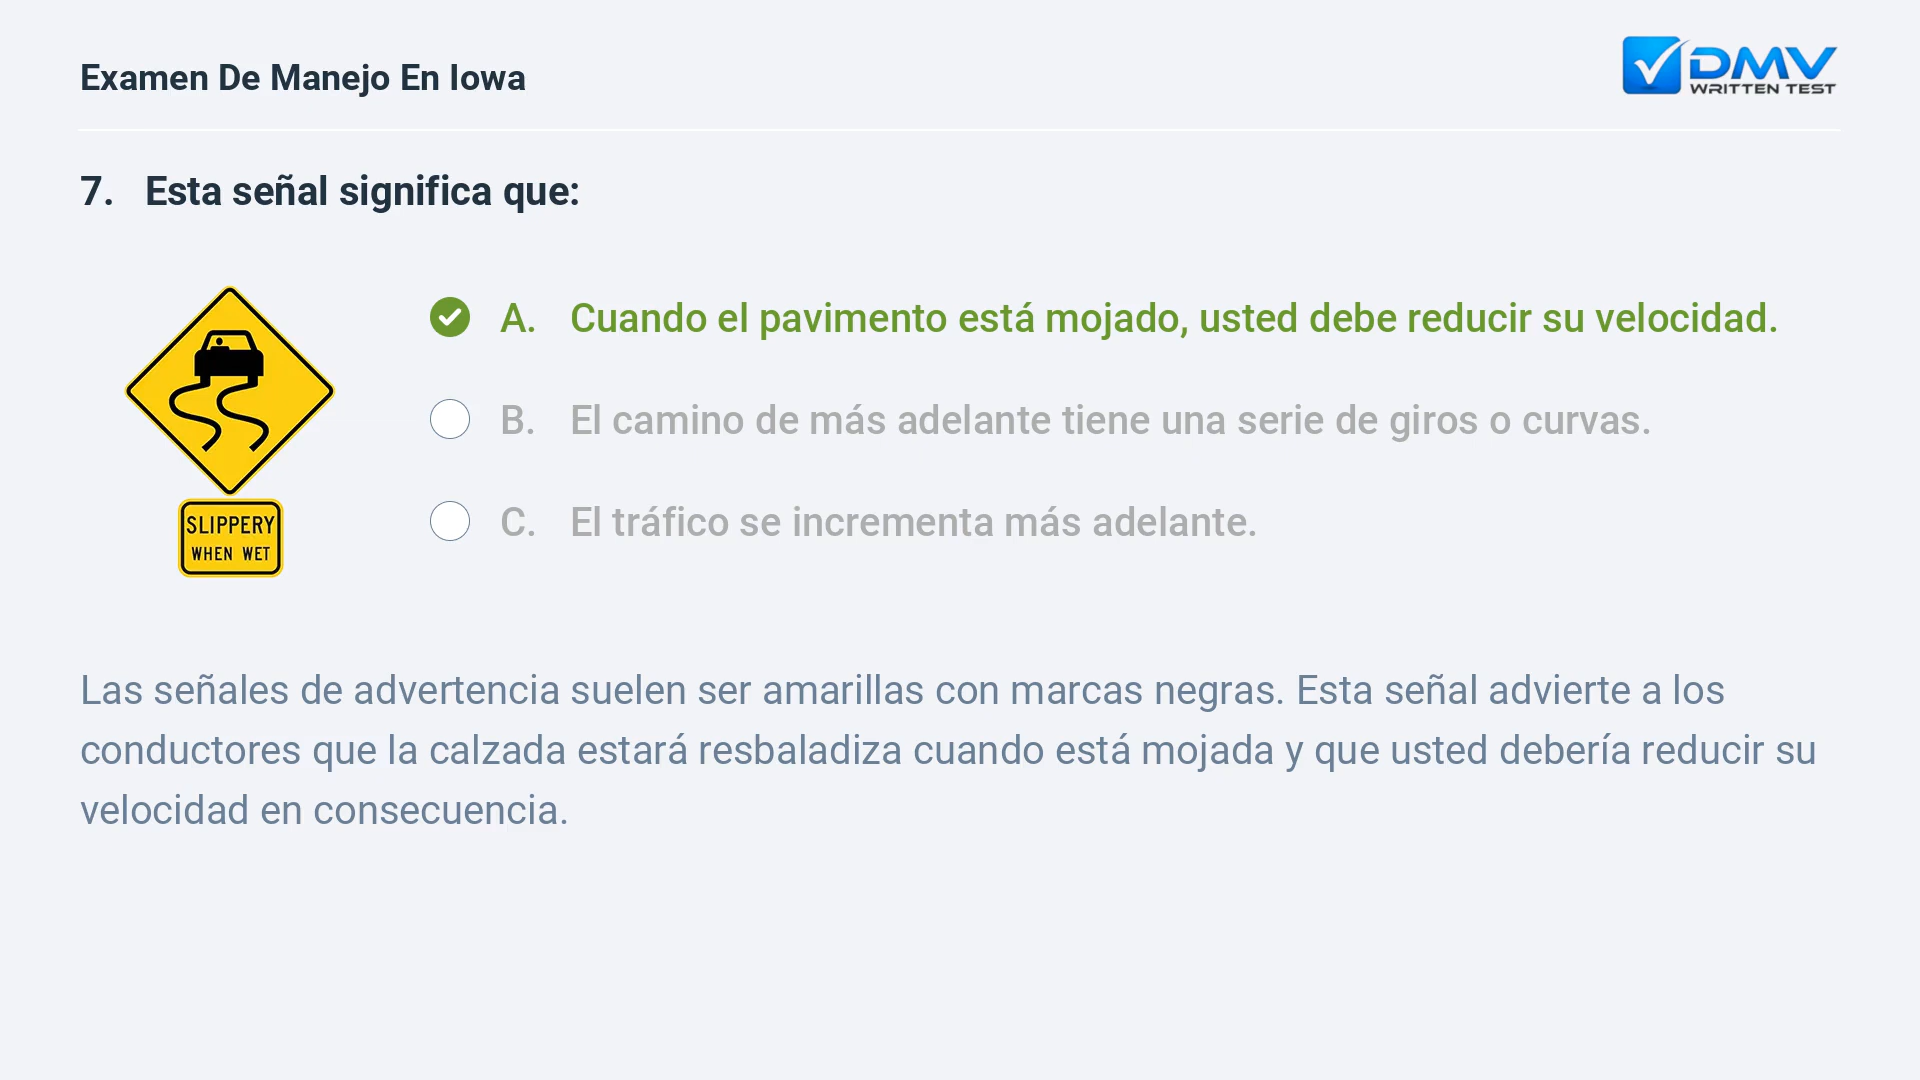 Examen De Manejo En Iowa
DMV
WRITTEN TEST
7. Esta señal significa que:
A. Cuando el pavimento está mojado, usted debe reducir su velocidad.
B. El camino de más adelante tiene una serie de giros o curvas.
C. El tráfico se incrementa más adelante.
SLIPPERY
WHEN WET
Las señales de advertencia suelen ser amarillas con marcas negras. Esta señal advierte a los
conductores que la calzada estará resbaladiza cuando está mojada y que usted debería reducir su
velocidad en consecuencia.